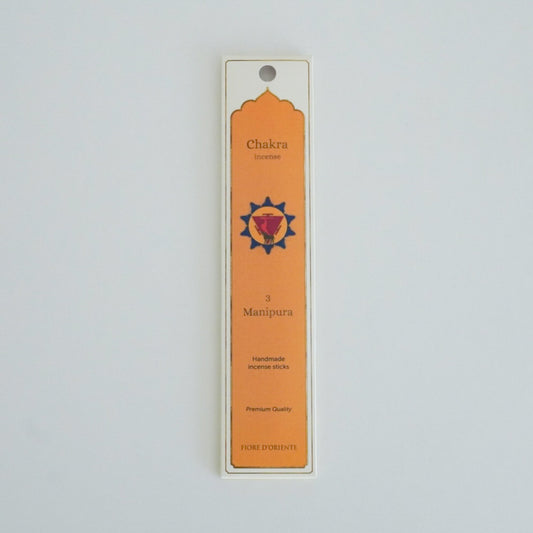 Chakra
incense
3
Manipura
Handmade
incense sticks
Premium Quality
FIORE D'ORIENTE